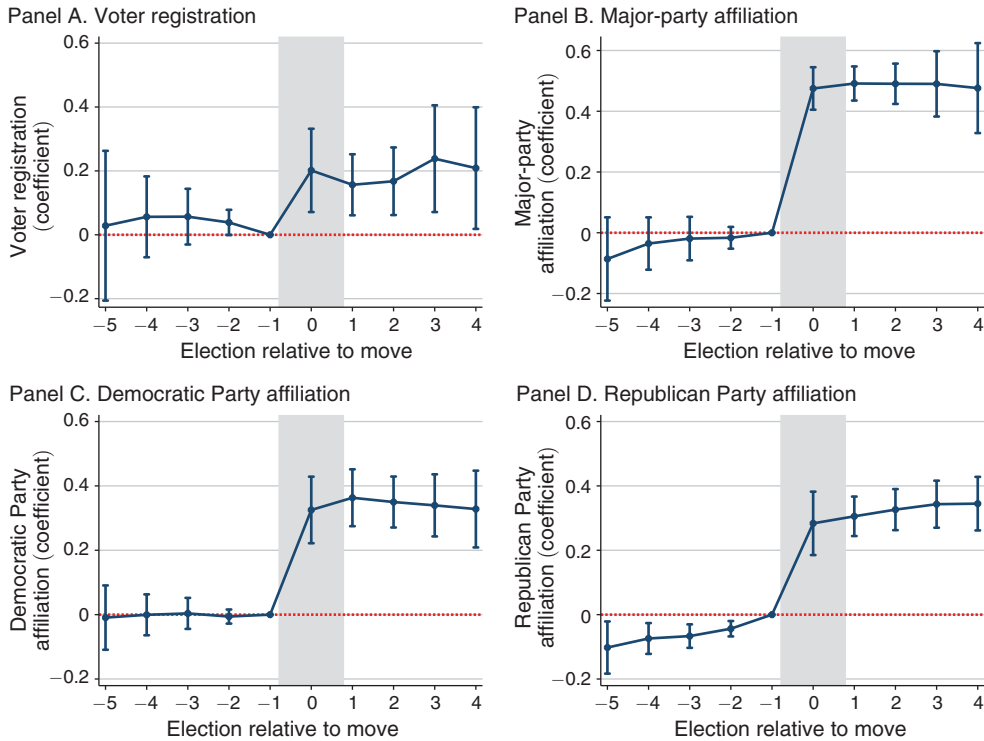 Panel A. Voter registration
Voter registration
(coefficient)
0.6
0.4
0.2
0
−0.2
−5 −4 −3 −2 −1 0 1 2 3 4
Election relative to move
Panel B. Major-party affiliation
Major-party
affiliation (coefficient)
0.6
0.4
0.2
0
−0.2
−5 −4 −3 −2 −1 0 1 2 3 4
Election relative to move
Panel C. Democratic Party affiliation
Democratic Party
affiliation (coefficient)
0.6
0.4
0.2
0
−0.2
−5 −4 −3 −2 −1 0 1 2 3 4
Election relative to move
Panel D. Republican Party affiliation
Republican Party
affiliation (coefficient)
0.6
0.4
0.2
0
−0.2
−5 −4 −3 −2 −1 0 1 2 3 4
Election relative to move